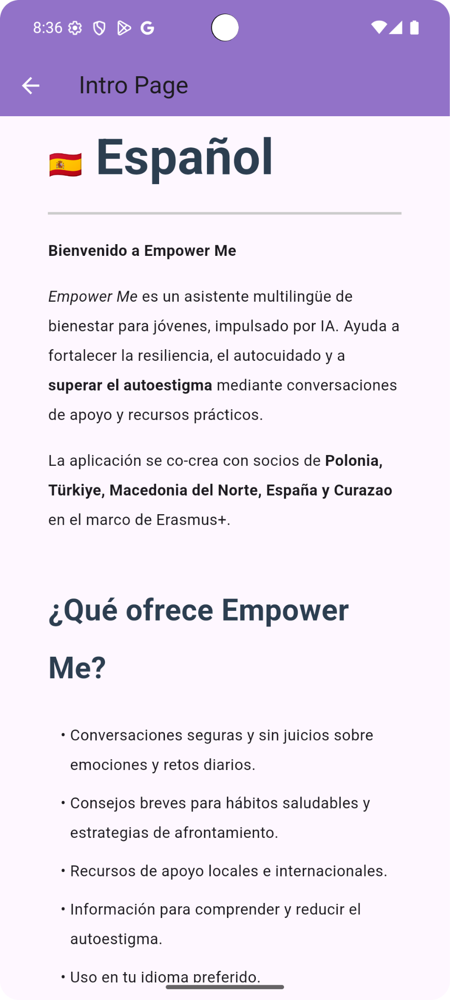 8:36
Intro Page
Español
Bienvenido a Empower Me
Empower Me es un asistente multilingüe de
bienestar para jóvenes, impulsado por IA. Ayuda a
fortalecer la resiliencia, el autocuidado y a
superar el autoestigma mediante conversaciones
de apoyo y recursos prácticos.
La aplicación se co-crea con socios de Polonia,
Türkiye, Macedonia del Norte, España y Curazao
en el marco de Erasmus+.
¿Qué ofrece Empower
Me?
• Conversaciones seguras y sin juicios sobre
emociones y retos diarios.
• Consejos breves para hábitos saludables y
estrategias de afrontamiento.
• Recursos de apoyo locales e internacionales.
• Información para comprender y reducir el
autoestigma.
• Uso en tu idioma preferido.